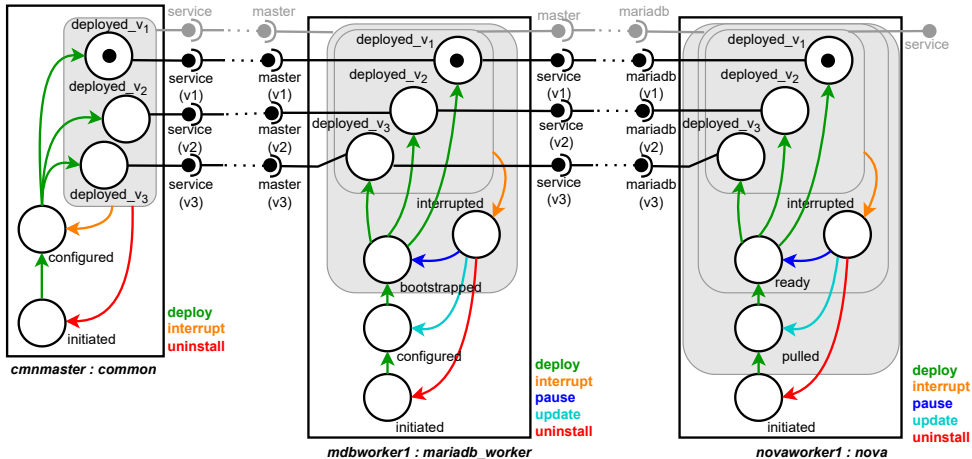 service
master
service
mariadb
service
deployed_v1
service
(v1)
master
(v1)
deployed_v1
service
(v1)
mariadb
(v1)
deployed_v1
deployed_v2
service
(v2)
master
(v2)
deployed_v2
service
(v2)
mariadb
(v2)
deployed_v2
deployed_v3
service
(v3)
master
(v3)
deployed_v3
service
(v3)
mariadb
(v3)
deployed_v3
configured
initiated
deploy
interrupt
uninstall
cmnmaster : common
interrupted
bootstrapped
configured
initiated
deploy
interrupt
pause
update
uninstall
mdbworker1 : mariadb_worker
interrupted
ready
pulled
initiated
deploy
interrupt
pause
update
uninstall
novaworker1 : nova